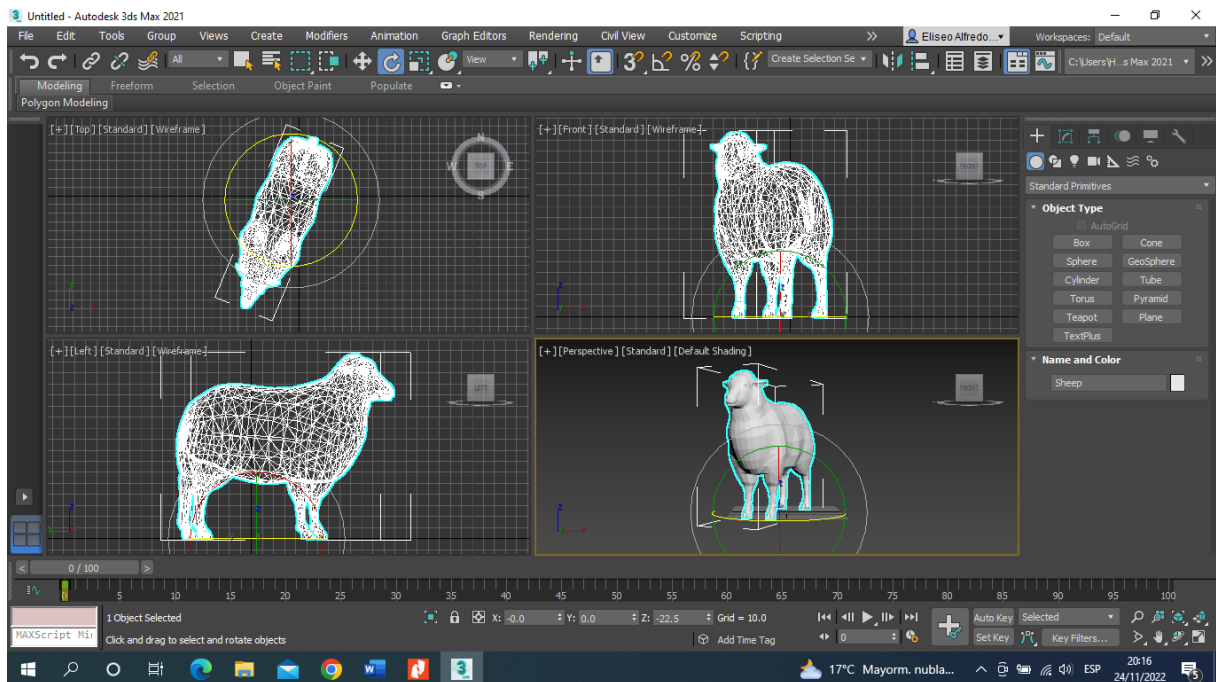 Untitled - Autodesk 3ds Max 2021
File Edit Tools Group Views Create Modifiers Animation Graph Editors Rendering Civil View Customize Scripting Eliseo Alfredo... Workspaces: Default
All View Create Selection Se C:\Users\H...s Max 2021
Modeling Freeform Selection Object Paint Populate
Polygon Modeling
[+] [Top] [Standard] [Wireframe]
N
W TOP E
S
[+] [Front] [Standard] [Wireframe]
FRONT
Standard Primitives
Object Type
AutoGrid
Box Cone
Sphere GeoSphere
Cylinder Tube
Torus Pyramid
Teapot Plane
TextPlus
Name and Color
Sheep
[+] [Left] [Standard] [Wireframe]
LEFT
[+] [Perspective] [Standard] [Default Shading]
FRONT
0 / 100
0 5 10 15 20 25 30 35 40 45 50 55 60 65 70 75 80 85 90 95 100
1 Object Selected X: -0.0 Y: 0.0 Z: -22.5 Grid = 10.0 Auto Key Selected
MAXScript Mi Click and drag to select and rotate objects Add Time Tag 0 Set Key Key Filters...
17°C Mayorm. nubla... ESP 20:16
24/11/2022 5